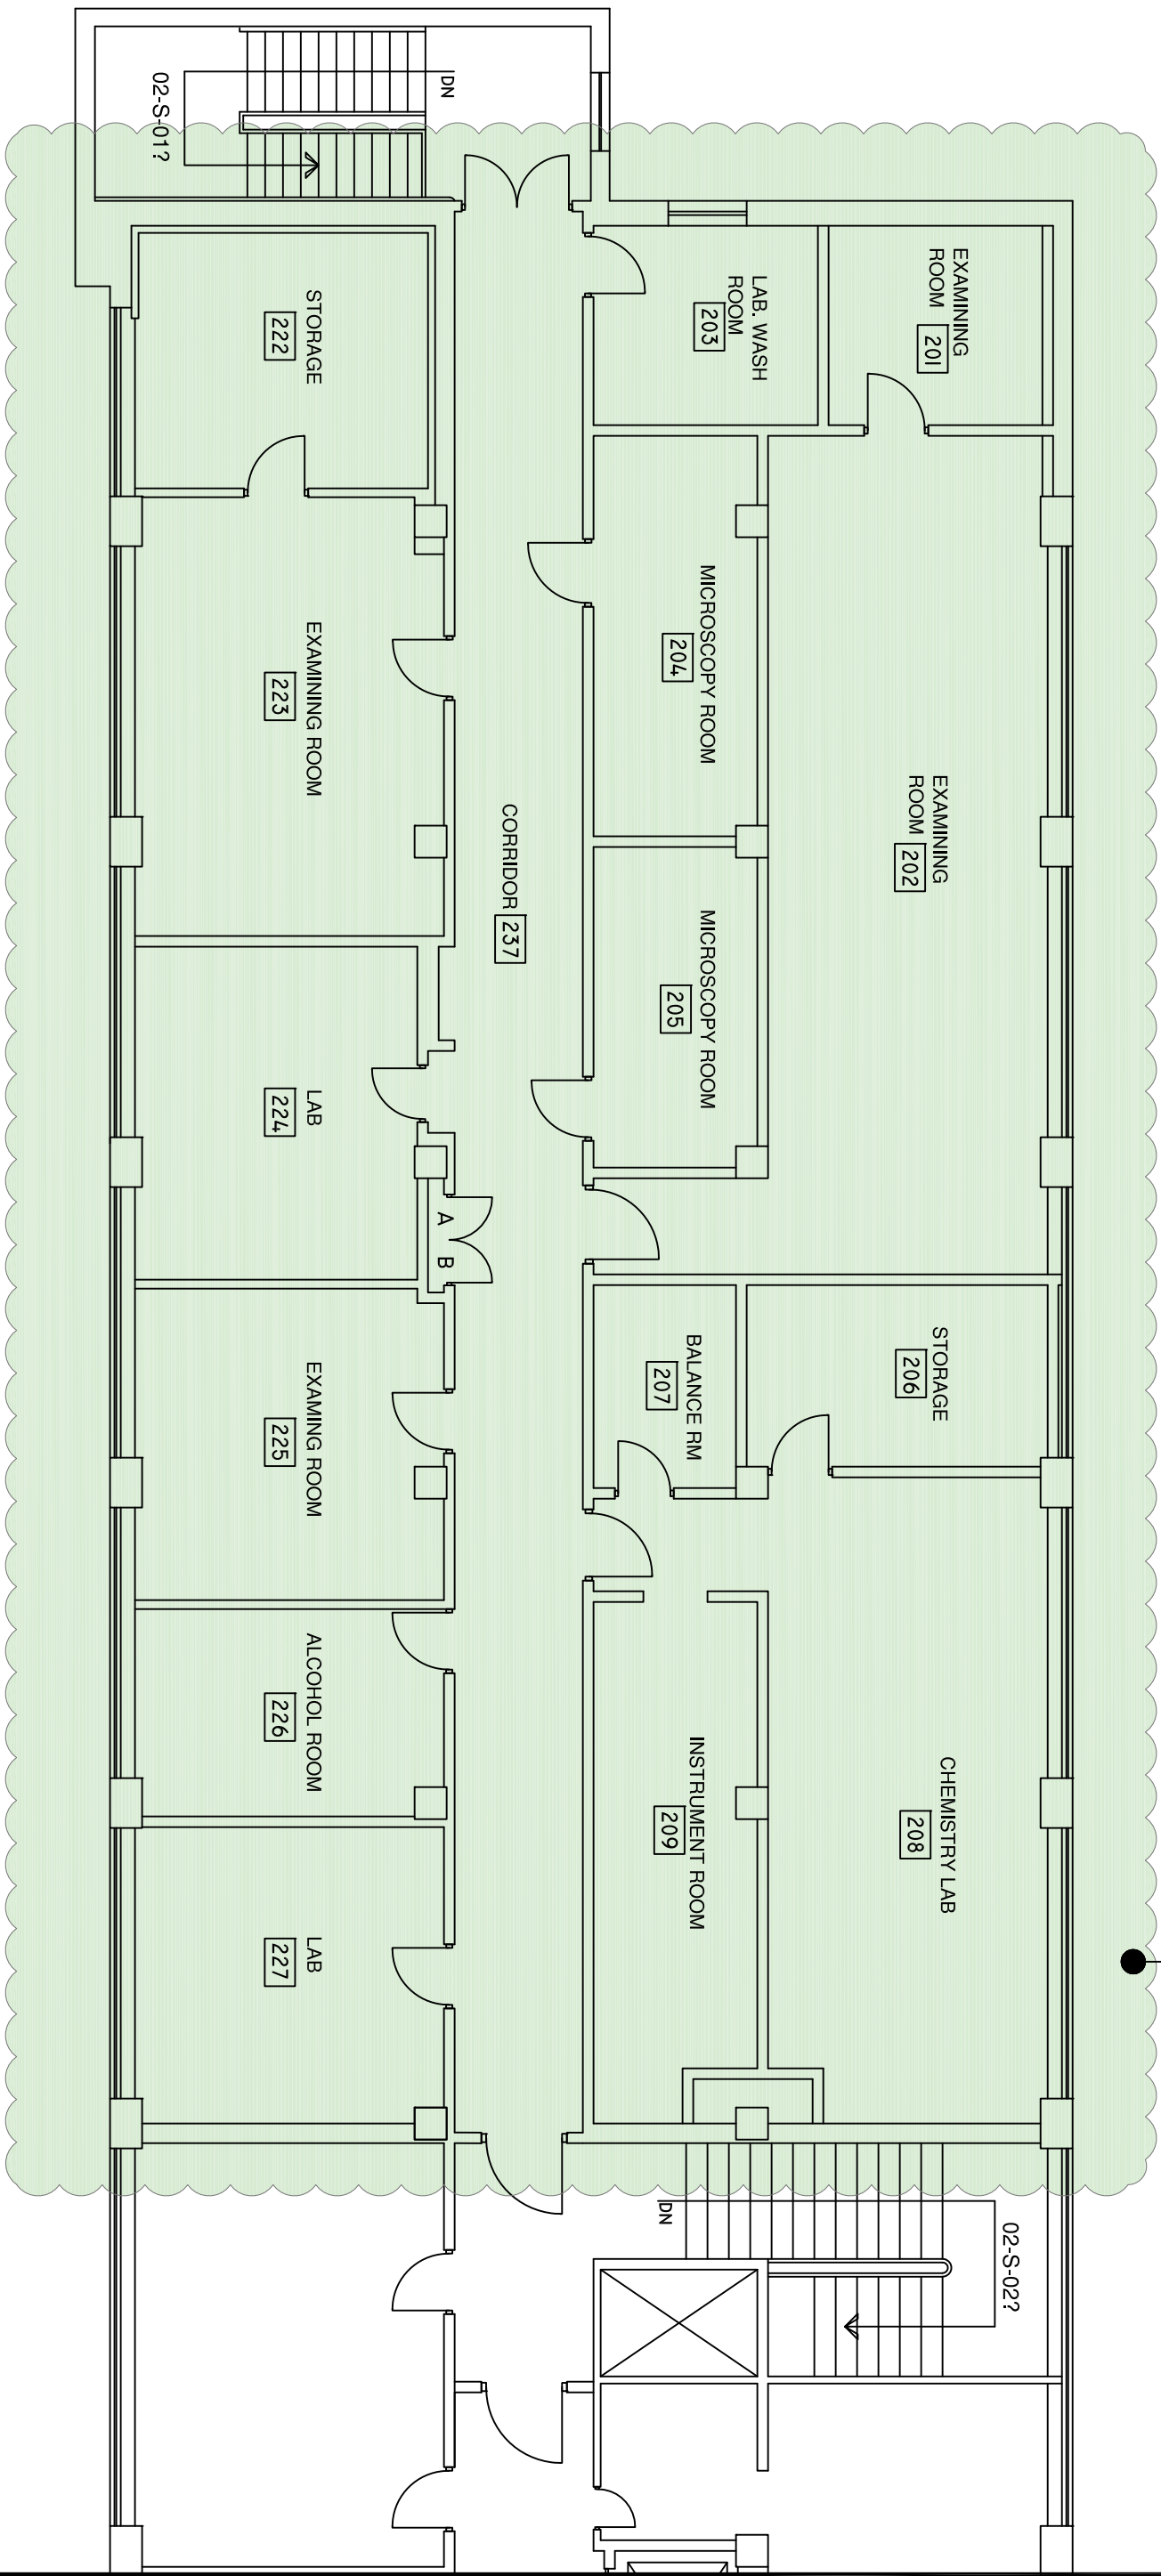 02-S-01?
DN
EXAMINING
ROOM 201
LAB. WASH
ROOM
203
STORAGE
222
MICROSCOPY ROOM
204
EXAMINING ROOM
223
EXAMINING
ROOM 202
CORRIDOR 237
MICROSCOPY ROOM
205
LAB
224
A
B
STORAGE
206
BALANCE RM
207
EXAMING ROOM
225
ALCOHOL ROOM
226
INSTRUMENT ROOM
209
CHEMISTRY LAB
208
LAB
227
DN
02-S-02?